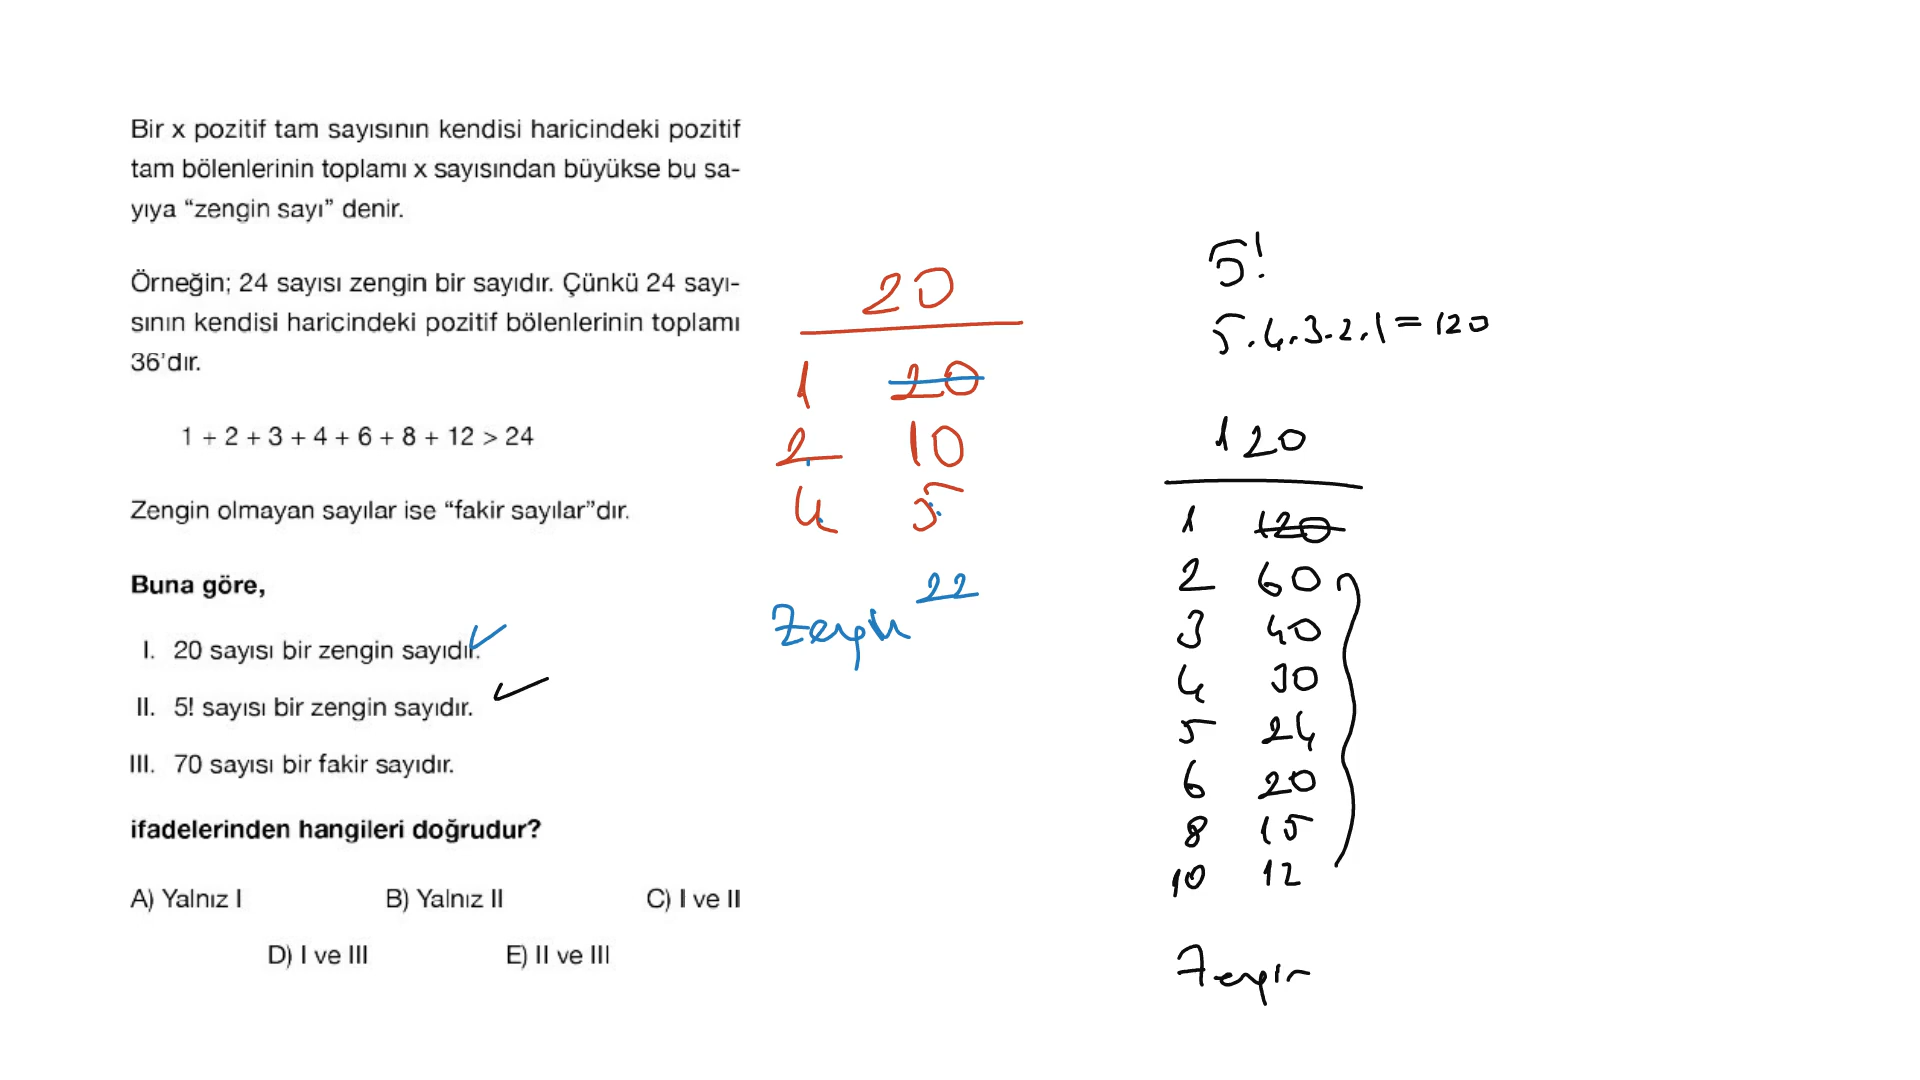 Bir x pozitif tam sayısının kendisi haricindeki pozitif
tam bölenlerinin toplamı x sayısından büyükse bu sa-
yıya “zengin sayı” denir.
Örneğin; 24 sayısı zengin bir sayıdır. Çünkü 24 sayı-
sının kendisi haricindeki pozitif bölenlerinin toplamı
36’dır.
1 + 2 + 3 + 4 + 6 + 8 + 12 > 24
Zengin olmayan sayılar ise “fakir sayılar”dır.
Buna göre,
I. 20 sayısı bir zengin sayıdır.
II. 5! sayısı bir zengin sayıdır.
III. 70 sayısı bir fakir sayıdır.
ifadelerinden hangileri doğrudur?
A) Yalnız I B) Yalnız II C) I ve II
D) I ve III E) II ve III
20
1 20
2 10
4 5
22
Zengin
5!
5.4.3.2.1 = 120
120
1 120
2 60
3 40
4 30
5 24
6 20
8 15
10 12
Zengin